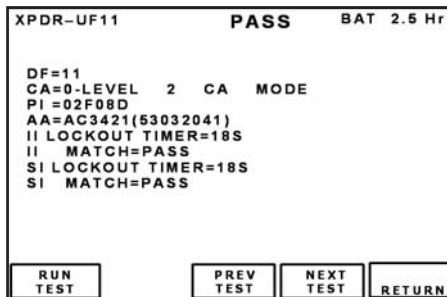 XPDR–UF11 PASS BAT 2.5 Hr
DF=11
CA=0-LEVEL 2 CA MODE
PI =02F08D
AA=AC3421(53032041)
II LOCKOUT TIMER=18S
II MATCH=PASS
SI LOCKOUT TIMER=18S
SI MATCH=PASS
RUN TEST
PREV TEST
NEXT TEST
RETURN